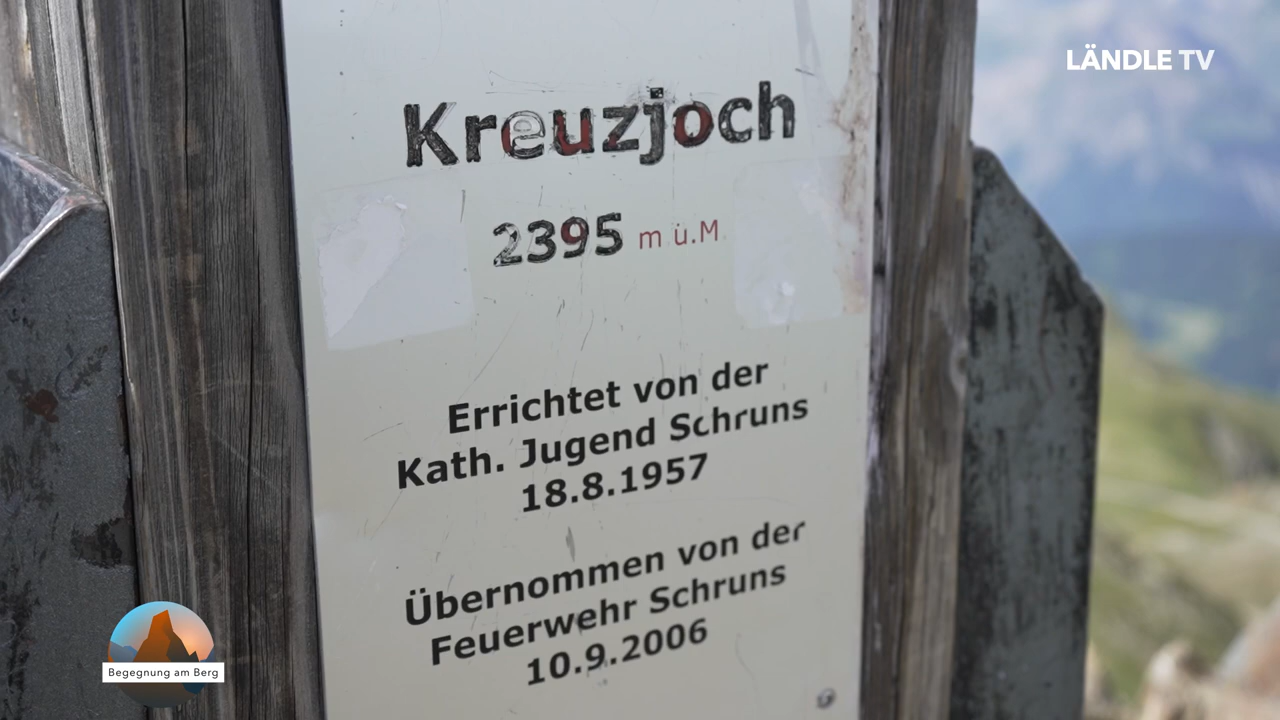 LÄNDLE TV
Kreuzjoch
2395 m ü.M.
Errichtet von der
Kath. Jugend Schruns
18.8.1957
Übernommen von der
Feuerwehr Schruns
10.9.2006
Begegnung am Berg